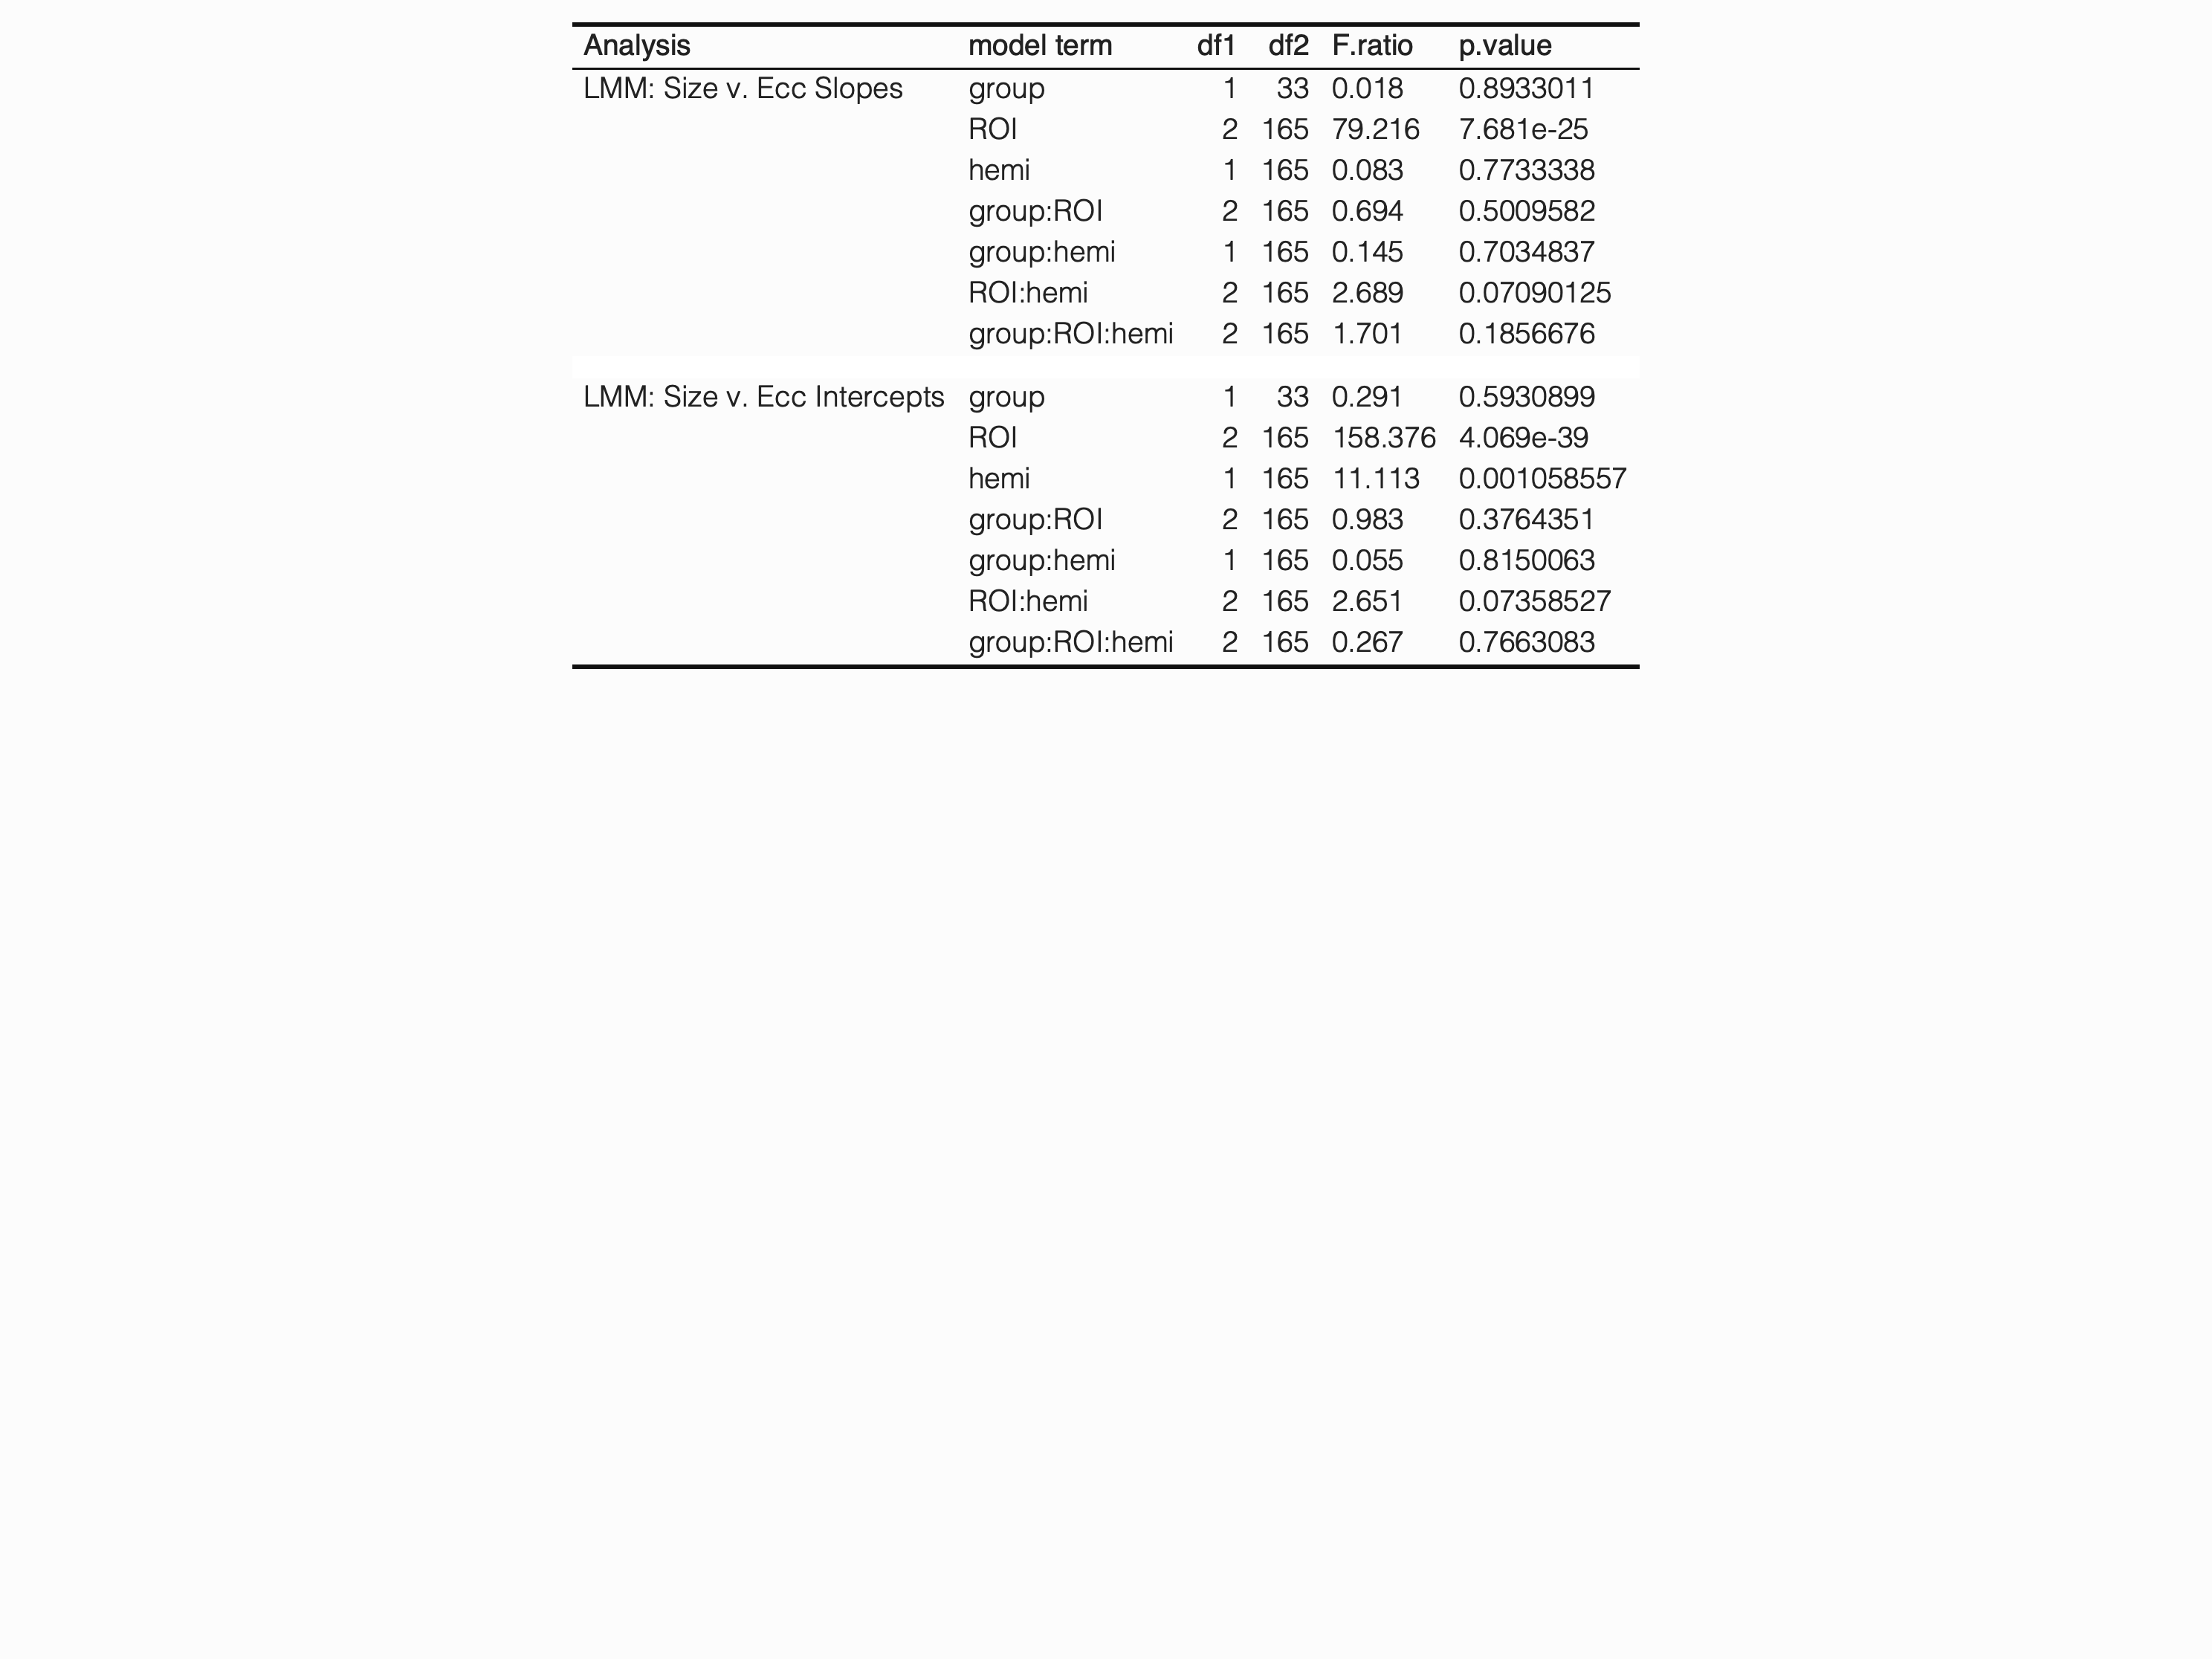 Analysis model term df1 df2 F.ratio p.value
LMM: Size v. Ecc Slopes group 1 33 0.018 0.8933011
ROI 2 165 79.216 7.681e-25
hemi 1 165 0.083 0.7733338
group:ROI 2 165 0.694 0.5009582
group:hemi 1 165 0.145 0.7034837
ROI:hemi 2 165 2.689 0.07090125
group:ROI:hemi 2 165 1.701 0.1856676
LMM: Size v. Ecc Intercepts group 1 33 0.291 0.5930899
ROI 2 165 158.376 4.069e-39
hemi 1 165 11.113 0.001058557
group:ROI 2 165 0.983 0.3764351
group:hemi 1 165 0.055 0.8150063
ROI:hemi 2 165 2.651 0.07358527
group:ROI:hemi 2 165 0.267 0.7663083